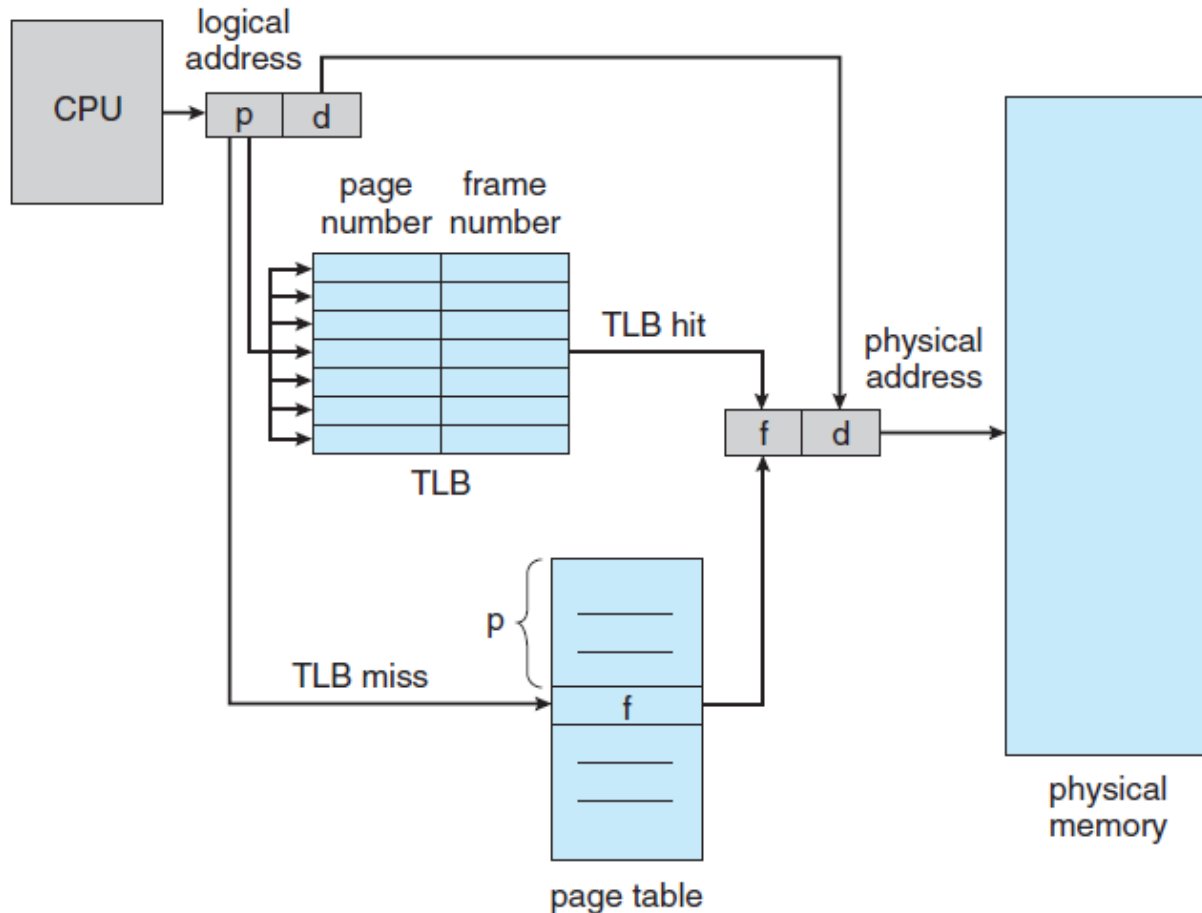 logical
address
CPU
p
d
page
number
frame
number
TLB hit
TLB
physical
address
f
d
p
TLB miss
f
page table
physical
memory